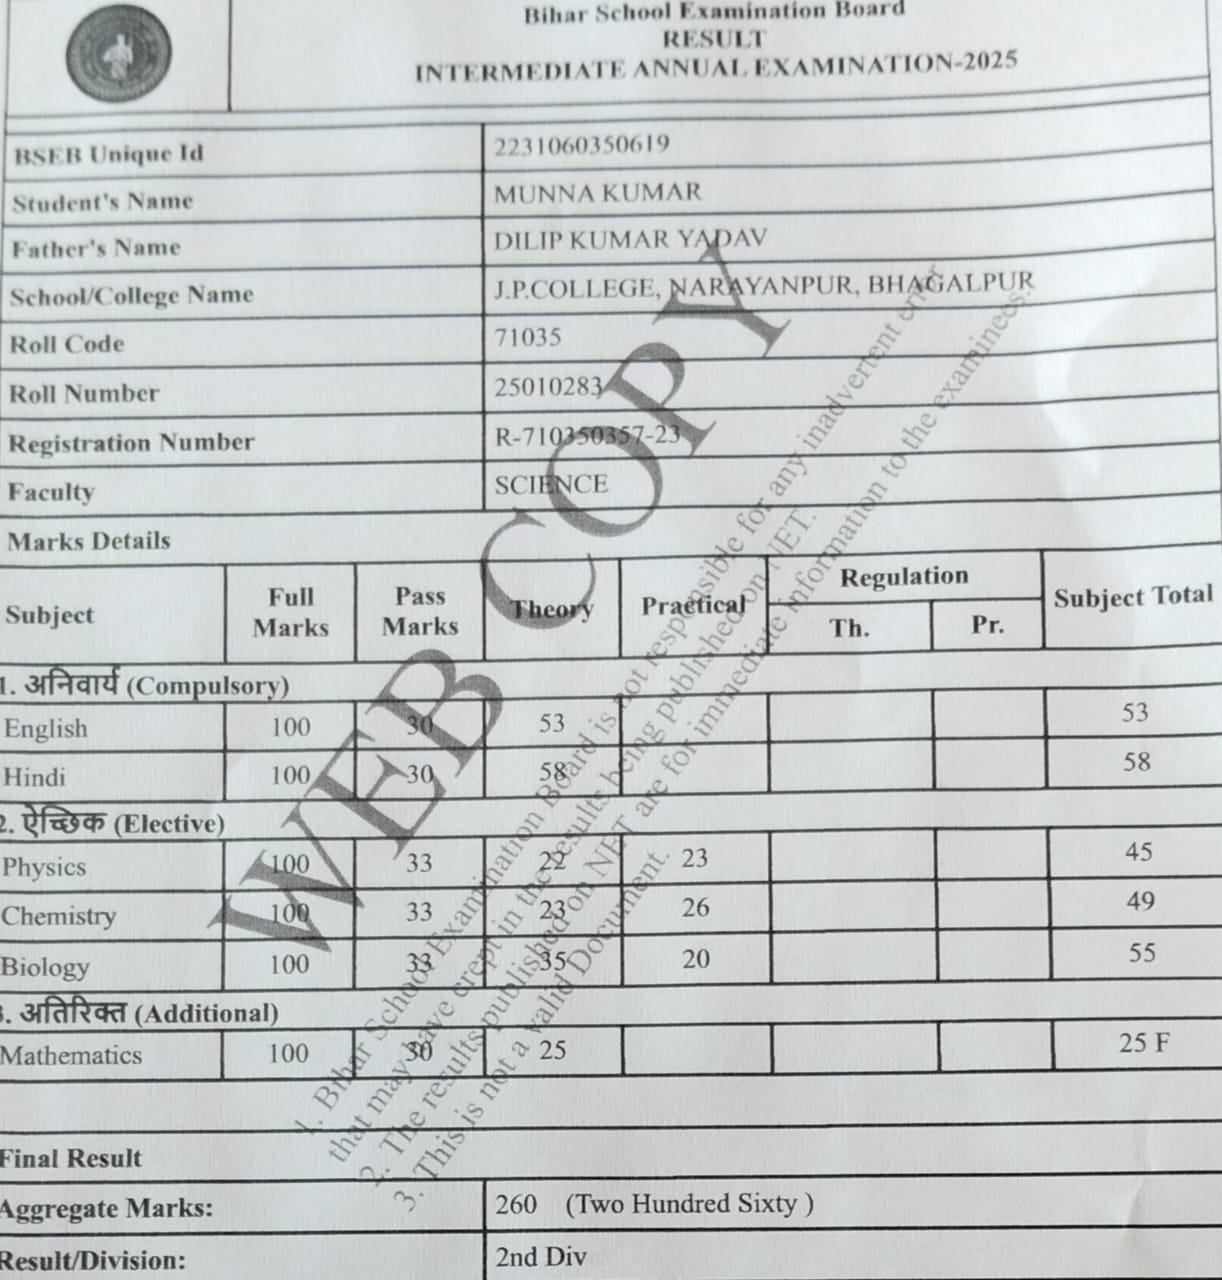 Bihar School Examination Board
RESULT
INTERMEDIATE ANNUAL EXAMINATION-2025
BSEB Unique Id 2231060350619
Student's Name MUNNA KUMAR
Father's Name DILIP KUMAR YADAV
School/College Name J.P.COLLEGE, NARAYANPUR, BHAGALPUR
Roll Code 71035
Roll Number 25010283
Registration Number R-710350357-23
Faculty SCIENCE
Marks Details
Subject Full Marks Pass Marks Theory Practical Regulation Th. Pr. Subject Total
1. अनिवार्य (Compulsory)
English 100 30 53 53
Hindi 100 30 58 58
2. ऐच्छिक (Elective)
Physics 100 33 22 23 45
Chemistry 100 33 23 26 49
Biology 100 33 35 20 55
3. अतिरिक्त (Additional)
Mathematics 100 30 25 25 F
Final Result
Aggregate Marks: 260 (Two Hundred Sixty )
Result/Division: 2nd Div
WEB COPY
1. Bihar School Examination Board is not responsible for any inadvertent error
that may have crept in the results being published on NET.
2. The results published on NET are for immediate information to the examinees.
3. This is not a valid Document.